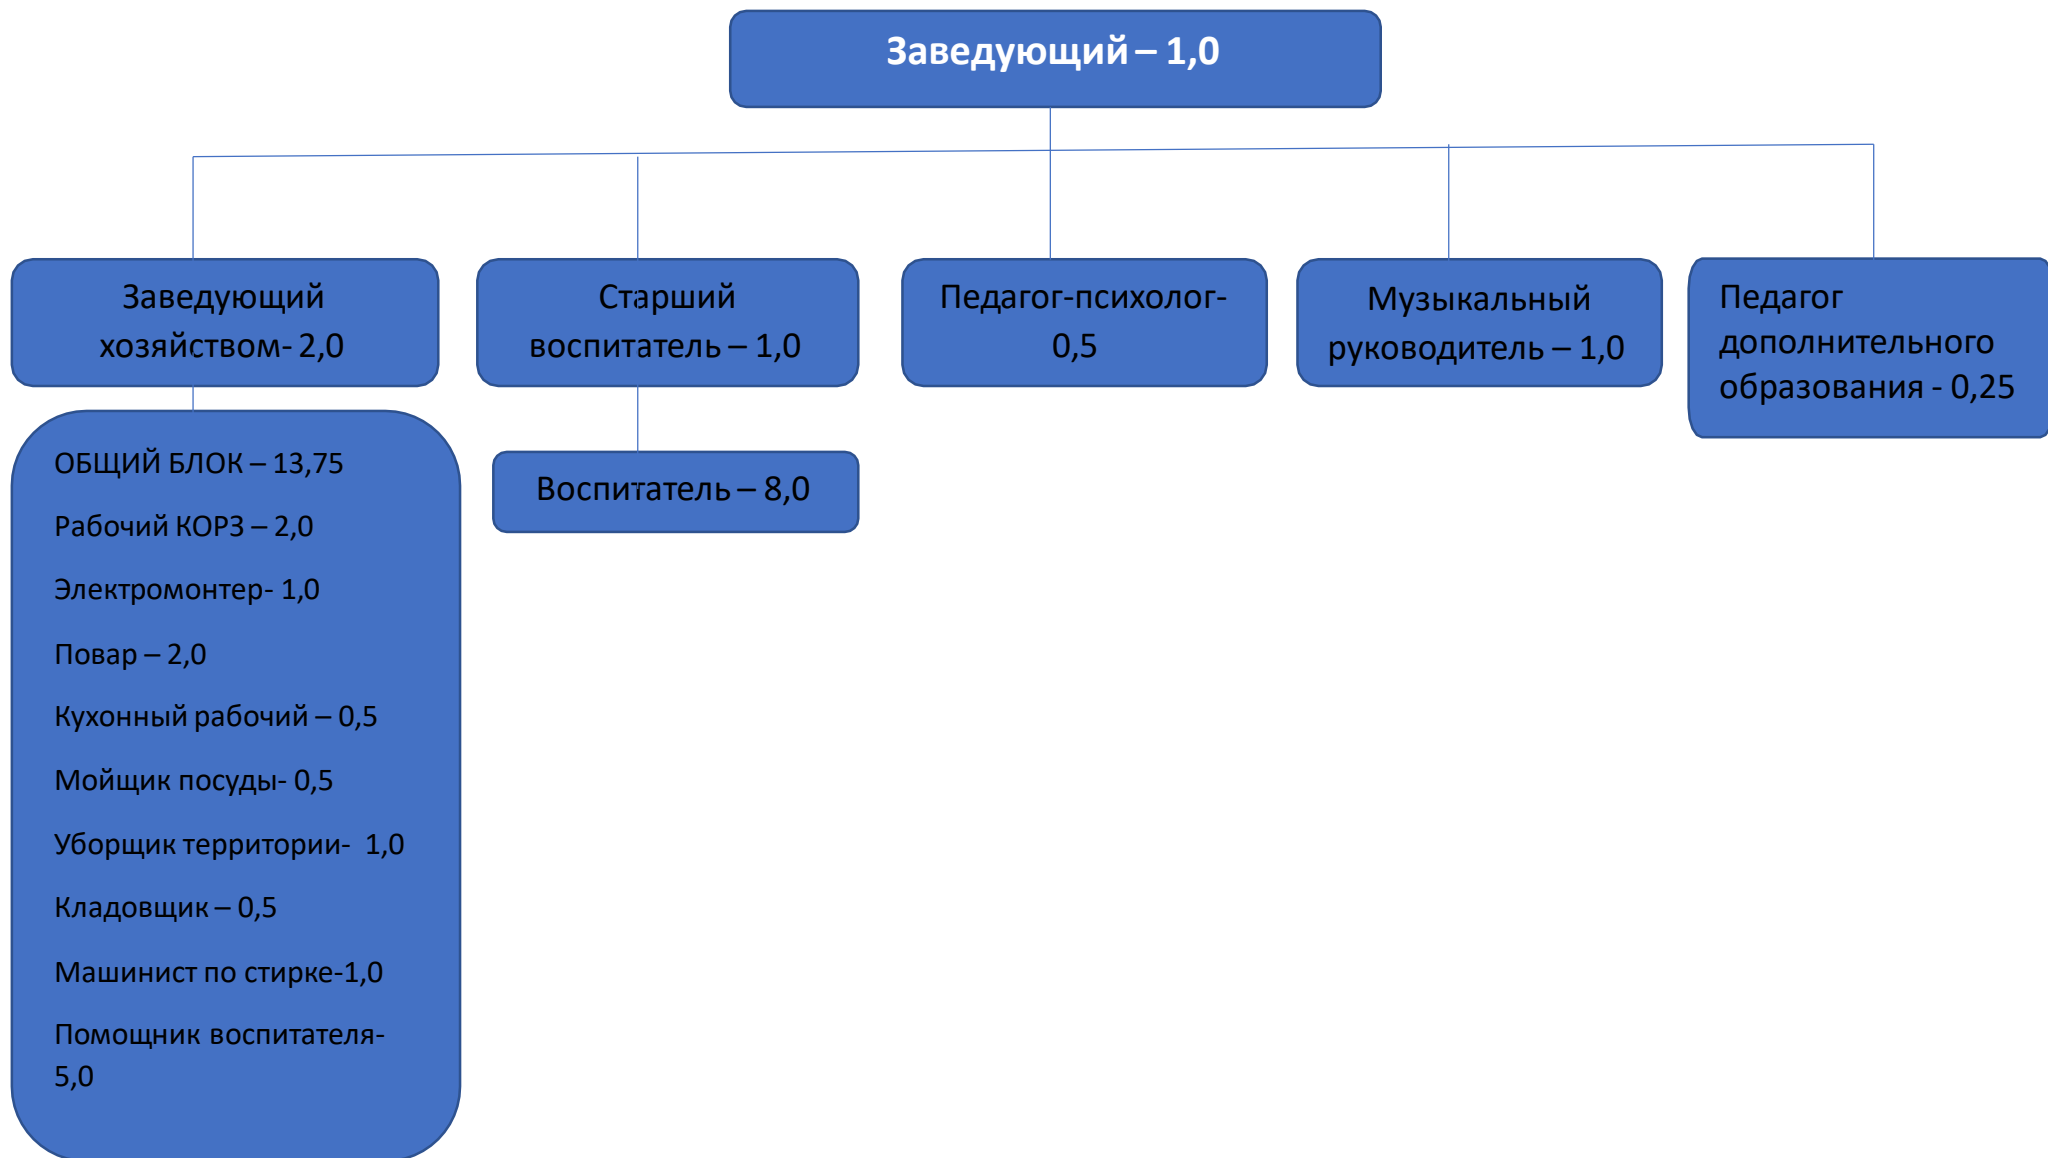 Заведующий – 1,0
Заведующий
хозяйством- 2,0
Старший
воспитатель – 1,0
Педагог-психолог-
0,5
Музыкальный
руководитель – 1,0
Педагог
дополнительного
образования - 0,25
ОБЩИЙ БЛОК – 13,75
Рабочий КОРЗ – 2,0
Электромонтер- 1,0
Повар – 2,0
Кухонный рабочий – 0,5
Мойщик посуды- 0,5
Уборщик территории-  1,0
Кладовщик – 0,5
Машинист по стирке-1,0
Помощник воспитателя-
5,0
Воспитатель – 8,0